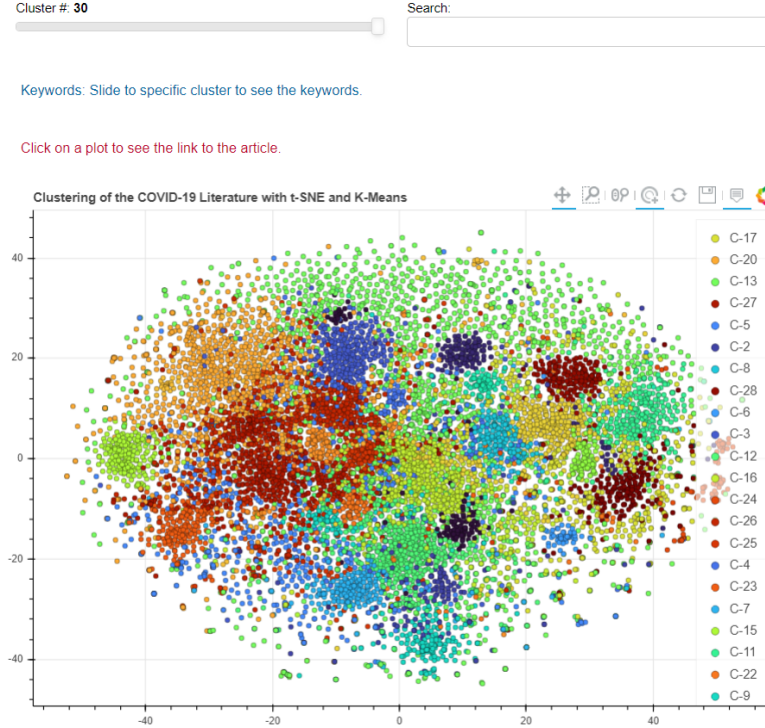 Cluster #: 30
Search:
Keywords: Slide to specific cluster to see the keywords.
Click on a plot to see the link to the article.
Clustering of the COVID-19 Literature with t-SNE and K-Means
40
20
0
-20
-40
-40
-20
0
20
40
C-17
C-20
C-13
C-27
C-5
C-2
C-8
C-28
C-6
C-3
C-12
C-16
C-24
C-26
C-25
C-4
C-23
C-7
C-15
C-11
C-22
C-9